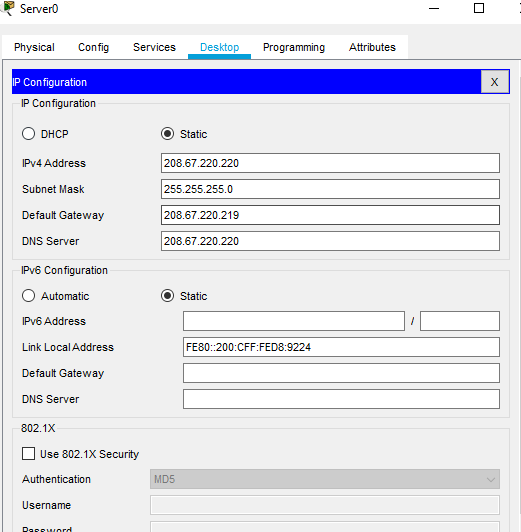 Server0
Physical Config Services Desktop Programming Attributes
IP Configuration X
IP Configuration
DHCP Static
IPv4 Address 208.67.220.220
Subnet Mask 255.255.255.0
Default Gateway 208.67.220.219
DNS Server 208.67.220.220
IPv6 Configuration
Automatic Static
IPv6 Address /
Link Local Address FE80::200:CFF:FED8:9224
Default Gateway
DNS Server
802.1X
Use 802.1X Security
Authentication MD5
Username
Password